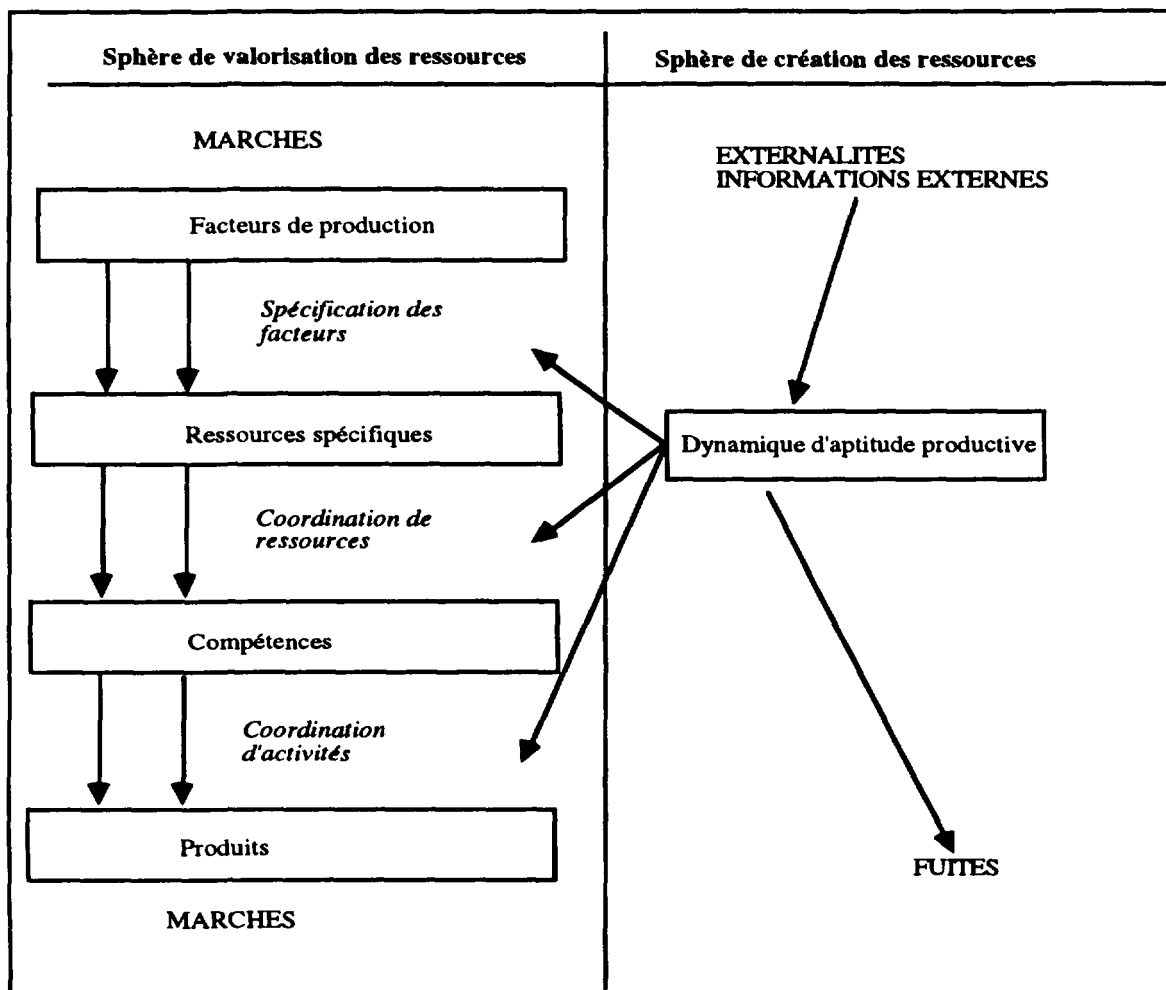 Sphère de valorisation des ressources
Sphère de création des ressources
MARCHES
EXTERNALITES
INFORMATIONS EXTERNES
Facteurs de production
Spécification des
facteurs
Ressources spécifiques
Dynamique d'aptitude productive
Coordination de
ressources
Compétences
Coordination
d'activités
Produits
FUITES
MARCHES